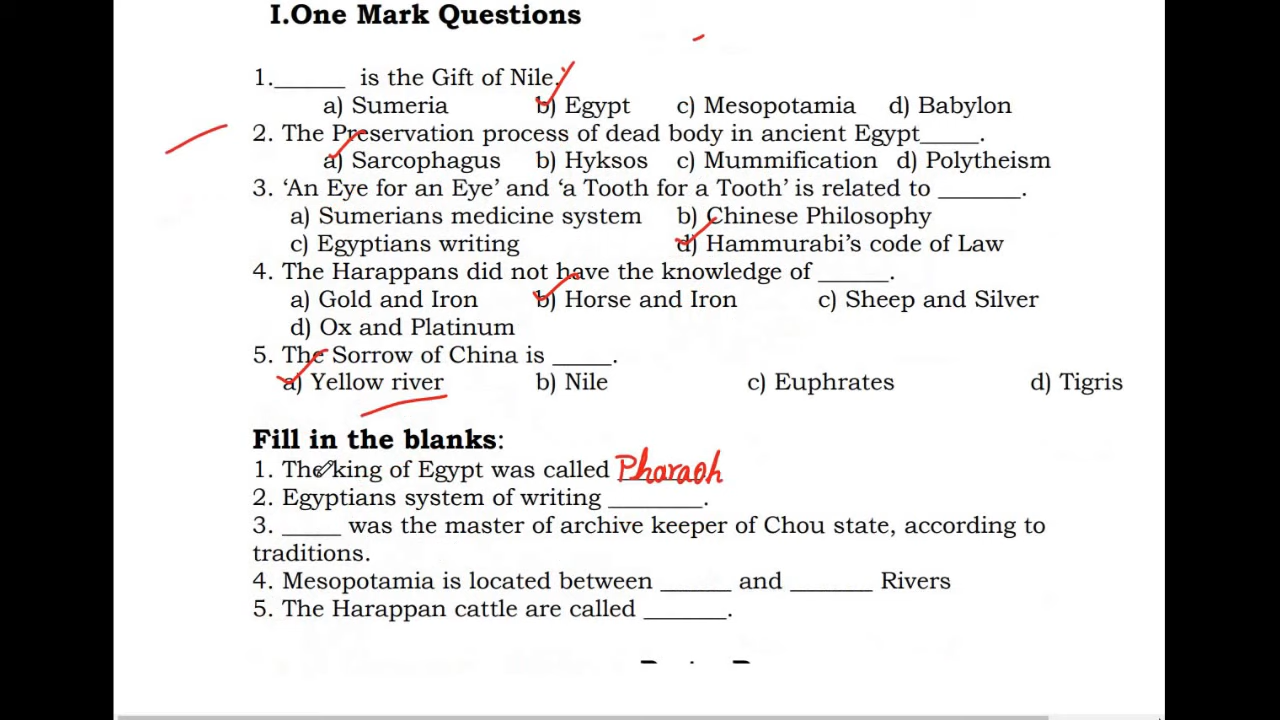 I.One Mark Questions
1.______ is the Gift of Nile.
a) Sumeria b) Egypt c) Mesopotamia d) Babylon
2. The Preservation process of dead body in ancient Egypt_____.
a) Sarcophagus b) Hyksos c) Mummification d) Polytheism
3. ‘An Eye for an Eye’ and ‘a Tooth for a Tooth’ is related to _______.
a) Sumerians medicine system b) Chinese Philosophy
c) Egyptians writing d) Hammurabi’s code of Law
4. The Harappans did not have the knowledge of ______.
a) Gold and Iron b) Horse and Iron c) Sheep and Silver
d) Ox and Platinum
5. The Sorrow of China is _____.
a) Yellow river b) Nile c) Euphrates d) Tigris
Fill in the blanks:
1. The king of Egypt was called Pharaoh
2. Egyptians system of writing ________.
3. _____ was the master of archive keeper of Chou state, according to
traditions.
4. Mesopotamia is located between ______ and _______ Rivers
5. The Harappan cattle are called _______.